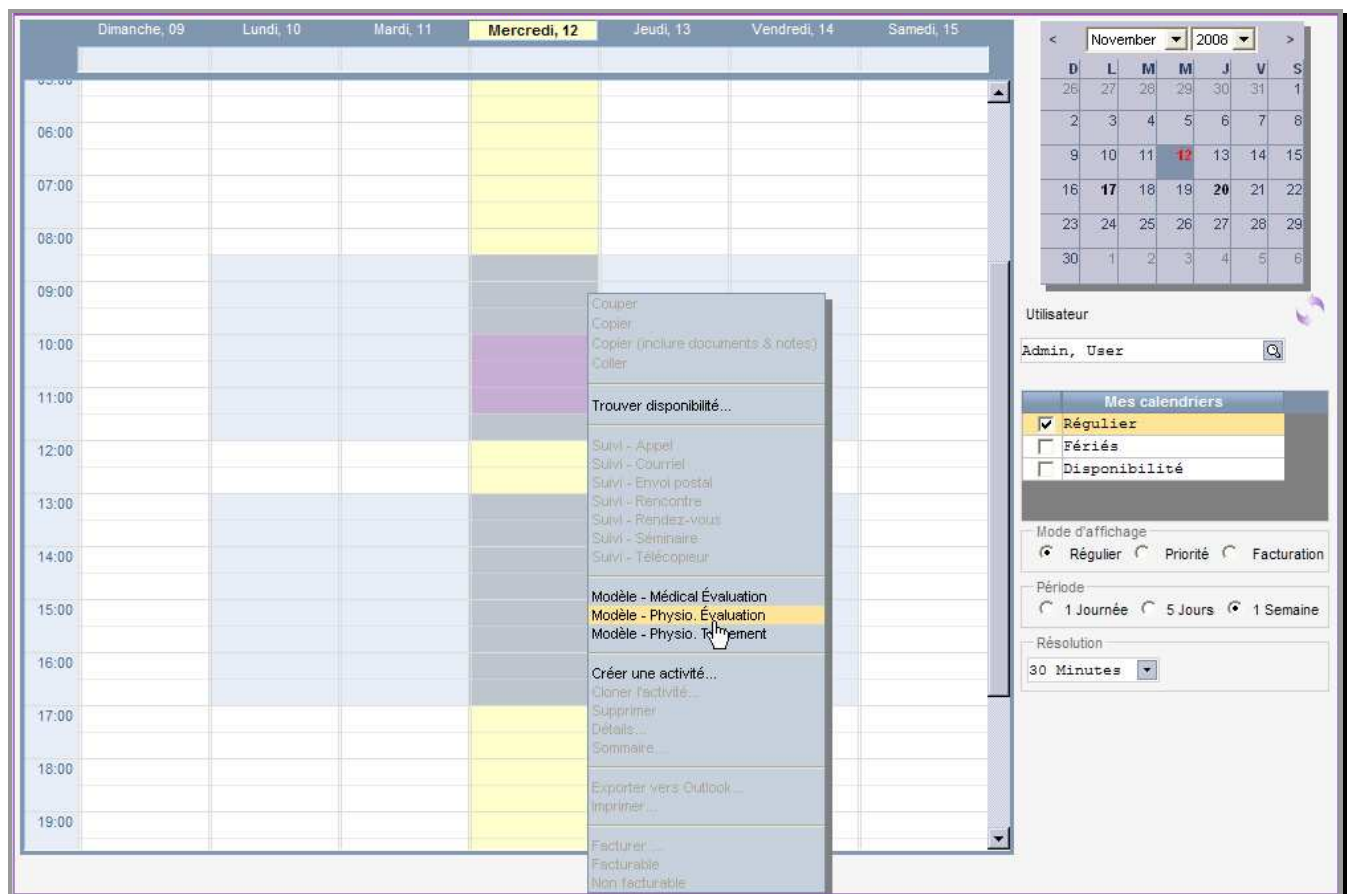 Dimanche, 09 Lundi, 10 Mardi, 11 Mercredi, 12 Jeudi, 13 Vendredi, 14 Samedi, 15
05:00
06:00
07:00
08:00
09:00
10:00
11:00
12:00
13:00
14:00
15:00
16:00
17:00
18:00
19:00
Couper
Copier
Copier (inclure documents & notes)
Coller
Trouver disponibilité...
Suivi - Appel
Suivi - Courriel
Suivi - Envoi postal
Suivi - Rencontre
Suivi - Rendez-vous
Suivi - Séminaire
Suivi - Télécopieur
Modèle - Médical Évaluation
Modèle - Physio. Évaluation
Modèle - Physio. T ement
Créer une activité...
Cloner l'activité...
Supprimer
Détails...
Sommaire...
Exporter vers Outlook...
Imprimer...
Facturer...
Facturable
Non facturable
< November 2008 >
D L M M J V S
26 27 28 29 30 31 1
2 3 4 5 6 7 8
9 10 11 12 13 14 15
16 17 18 19 20 21 22
23 24 25 26 27 28 29
30 1 2 3 4 5 6
Utilisateur
Admin, User
Mes calendriers
Régulier
Fériés
Disponibilité
Mode d'affichage
Régulier Priorité Facturation
Période
1 Journée 5 Jours 1 Semaine
Résolution
30 Minutes